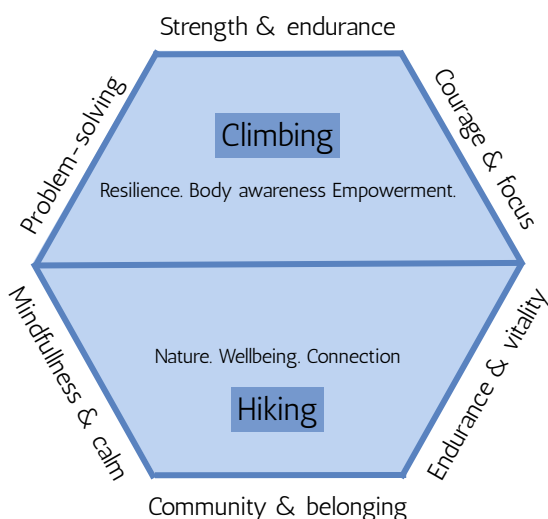 Strength & endurance
Problem-solving
Courage & focus
Climbing
Resilience. Body awareness Empowerment.
Mindfullness & calm
Endurance & vitality
Nature. Wellbeing. Connection
Hiking
Community & belonging